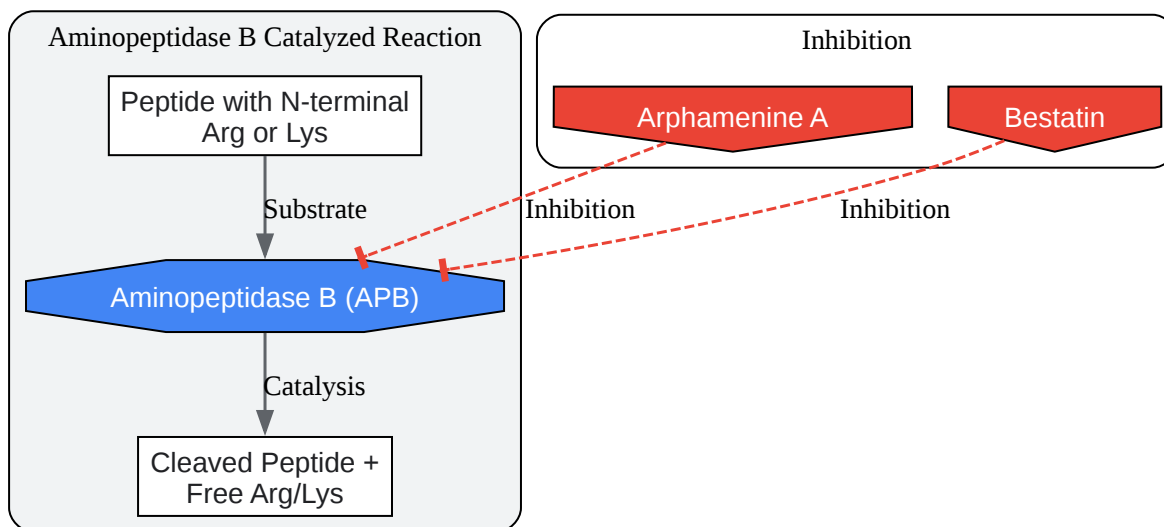 Aminopeptidase B Catalyzed Reaction
Peptide with N-terminal
Arg or Lys
Substrate
Aminopeptidase B (APB)
Catalysis
Cleaved Peptide +
Free Arg/Lys
Inhibition
Arphamenine A
Bestatin
Inhibition
Inhibition